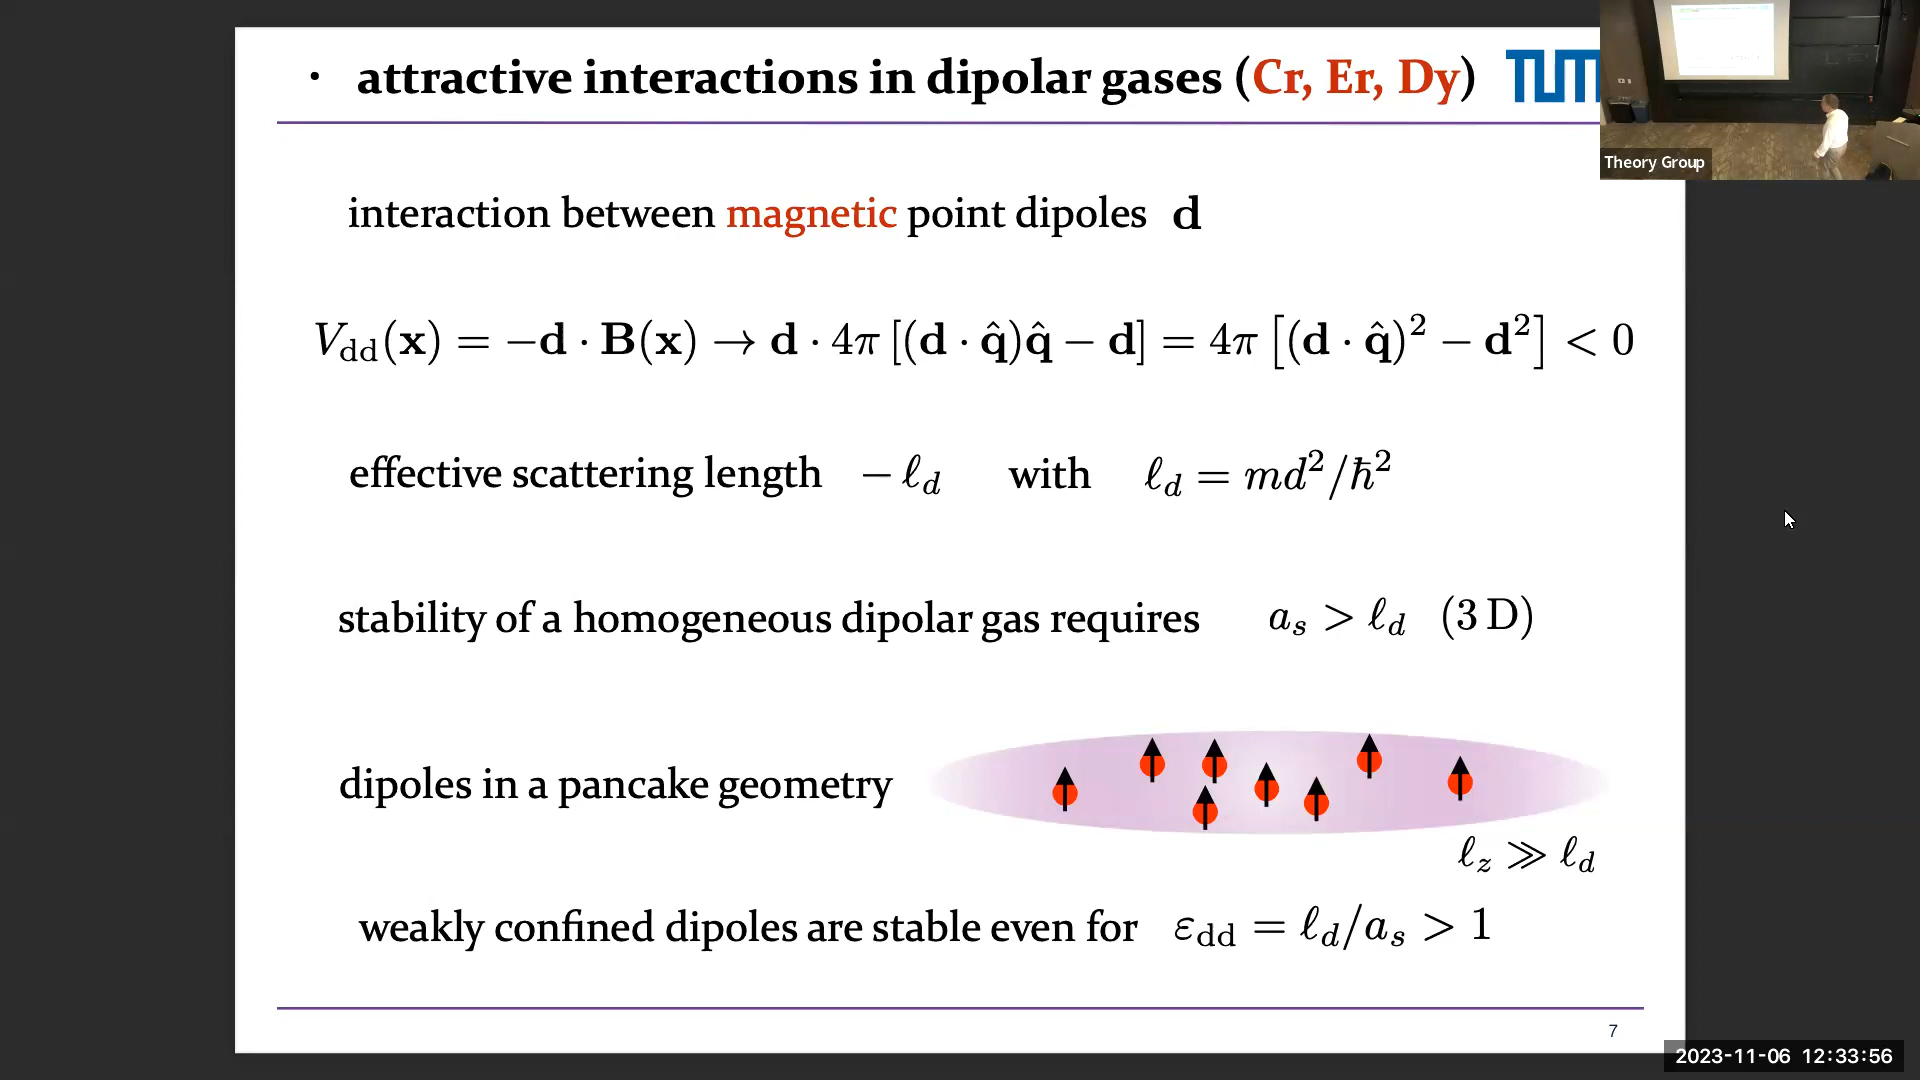 • attractive interactions in dipolar gases (Cr, Er, Dy)
TUM
Theory Group
interaction between magnetic point dipoles d
V_dd(x) = −d · B(x) → d · 4π [(d · q̂)q̂ − d] = 4π [(d · q̂)² − d²] < 0
effective scattering length − ℓ_d with ℓ_d = md²/ħ²
stability of a homogeneous dipolar gas requires a_s > ℓ_d (3 D)
dipoles in a pancake geometry
ℓ_z ≫ ℓ_d
weakly confined dipoles are stable even for ε_dd = ℓ_d/a_s > 1
7
2023-11-06 12:33:56